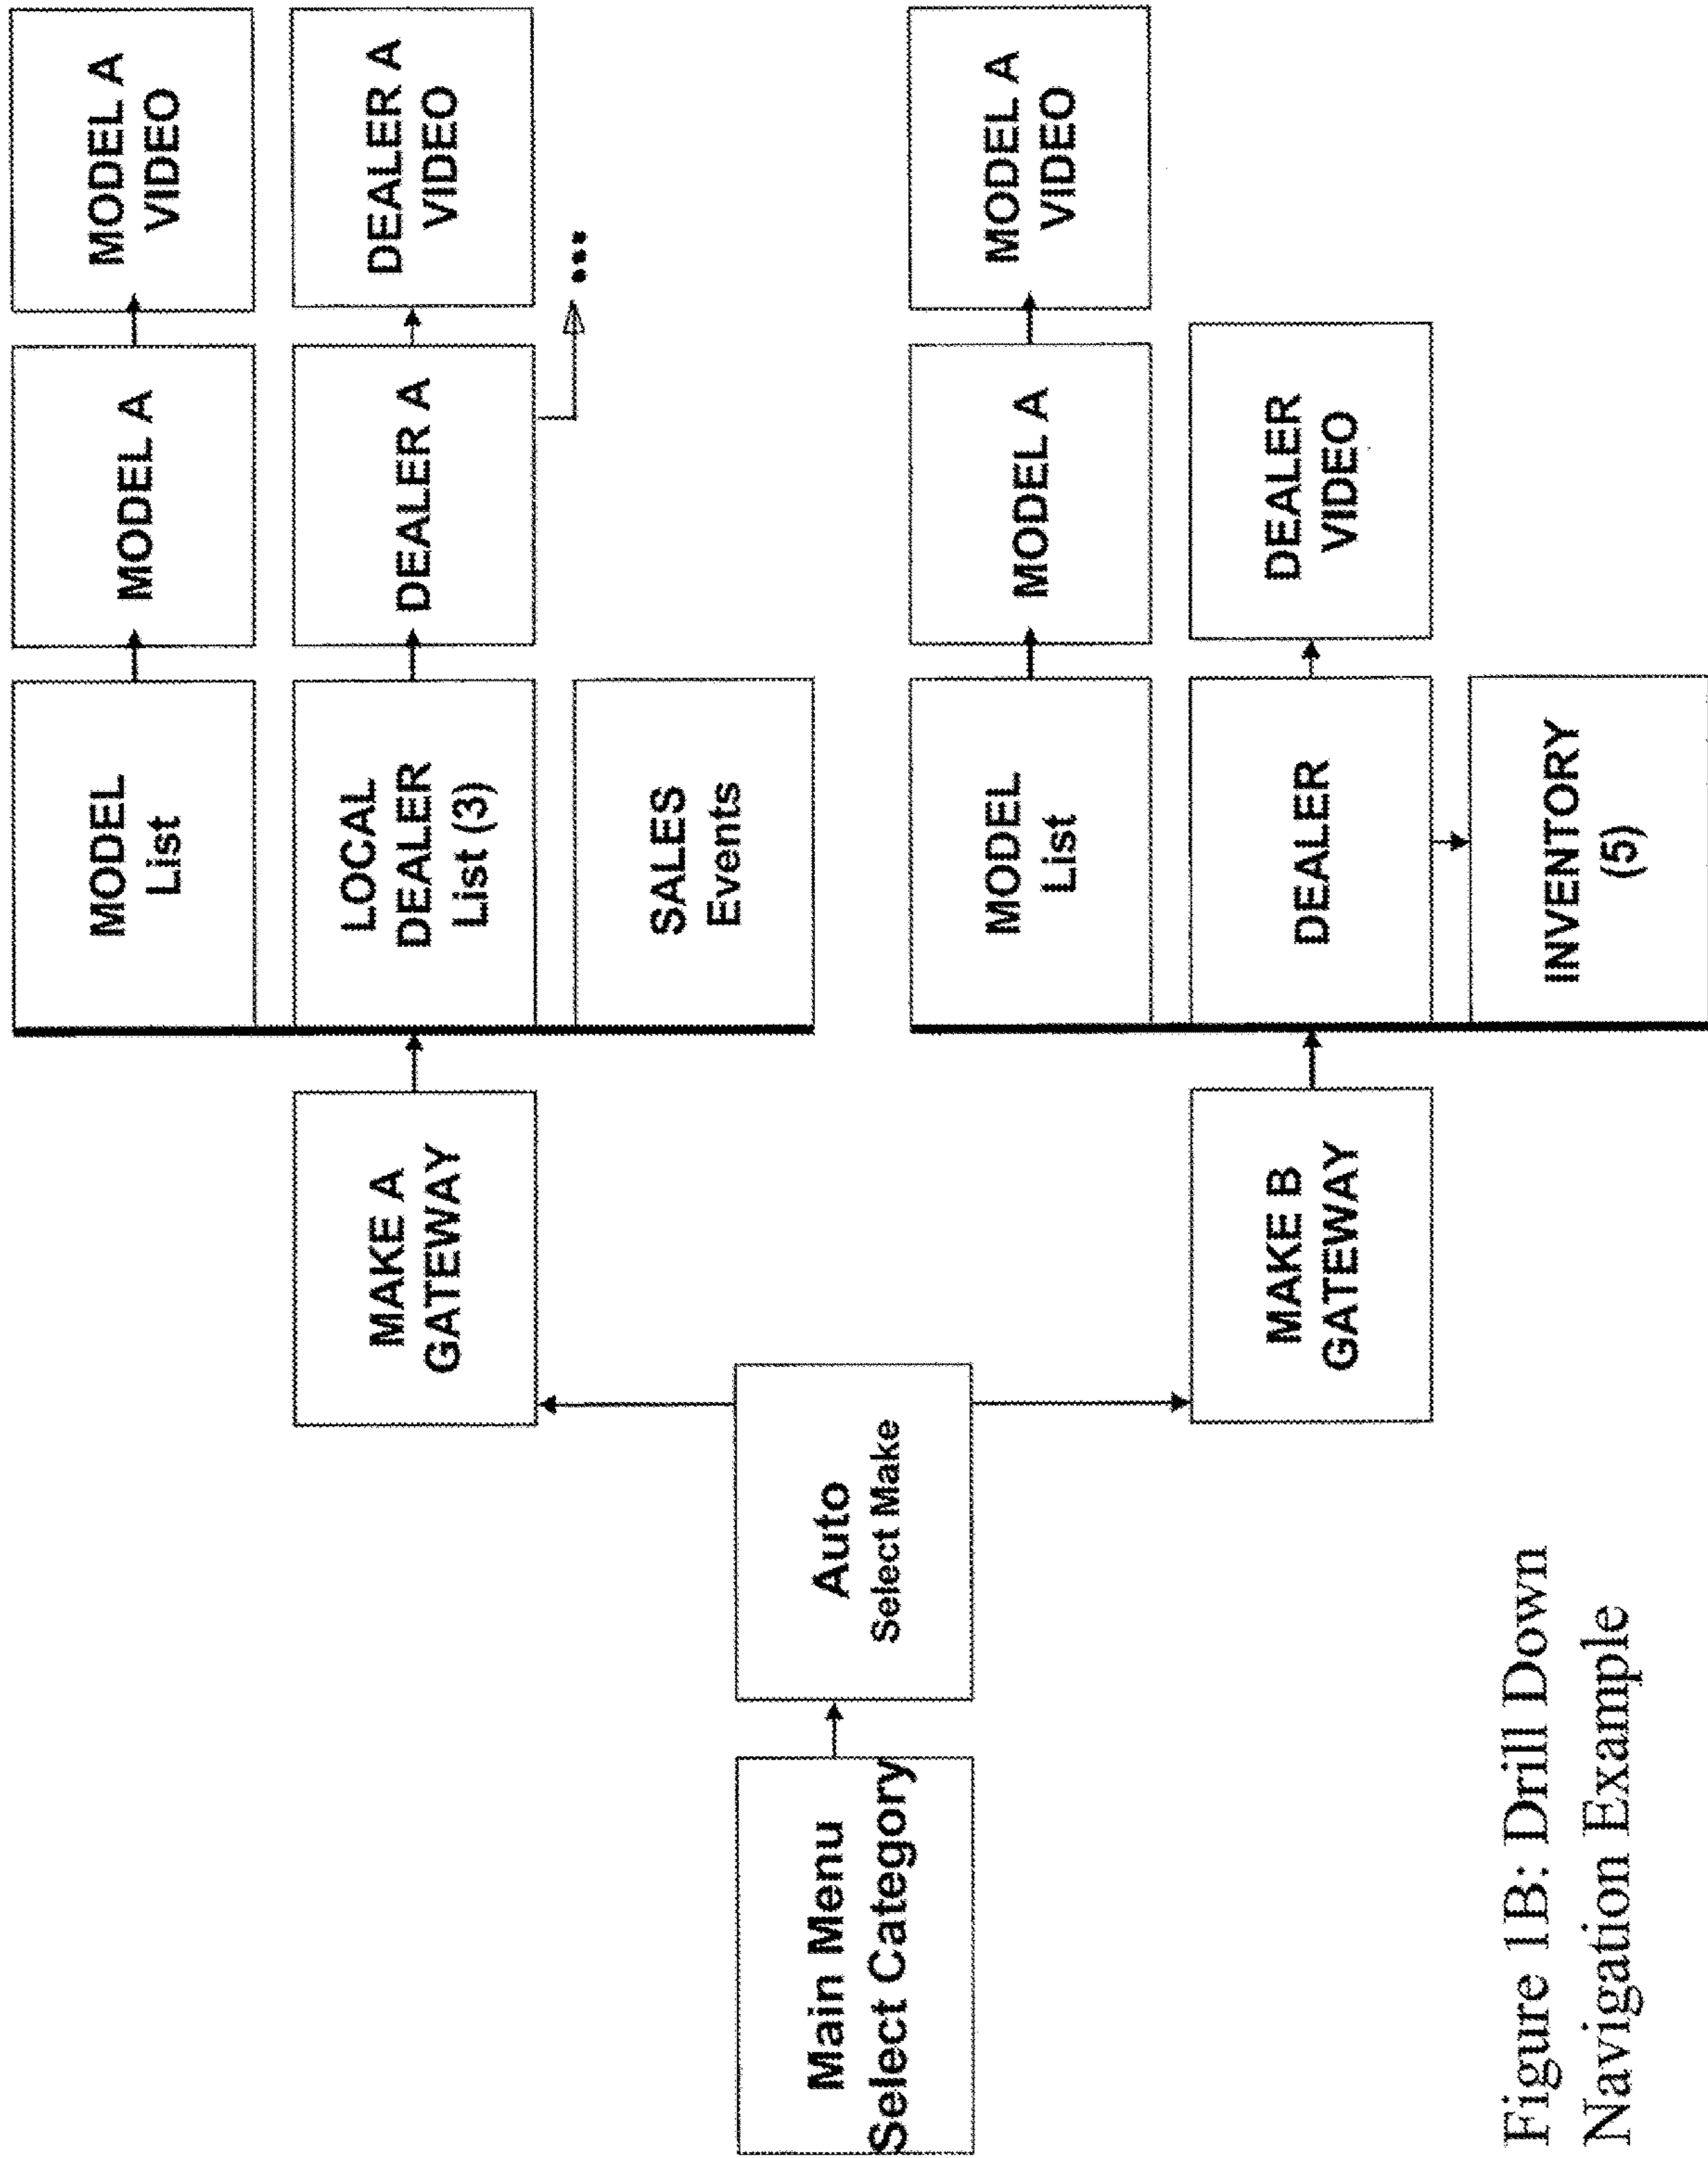 Main Menu
Select Category
Auto
Select Make
MAKE A
GATEWAY
MODEL
List
MODEL A
MODEL A
VIDEO
LOCAL
DEALER
List (3)
DEALER A
DEALER A
VIDEO
...
SALES
Events
MAKE B
GATEWAY
MODEL
List
MODEL A
MODEL A
VIDEO
DEALER
DEALER
VIDEO
INVENTORY
(5)
Figure 1B: Drill Down
Navigation Example